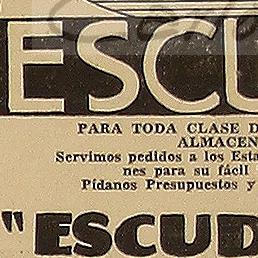 ESCU
PARA TODA CLASE D
ALMACEN
Servimos pedidos a los Esta
nes para su fácil
Pídanos Presupuestos y
"ESCUD